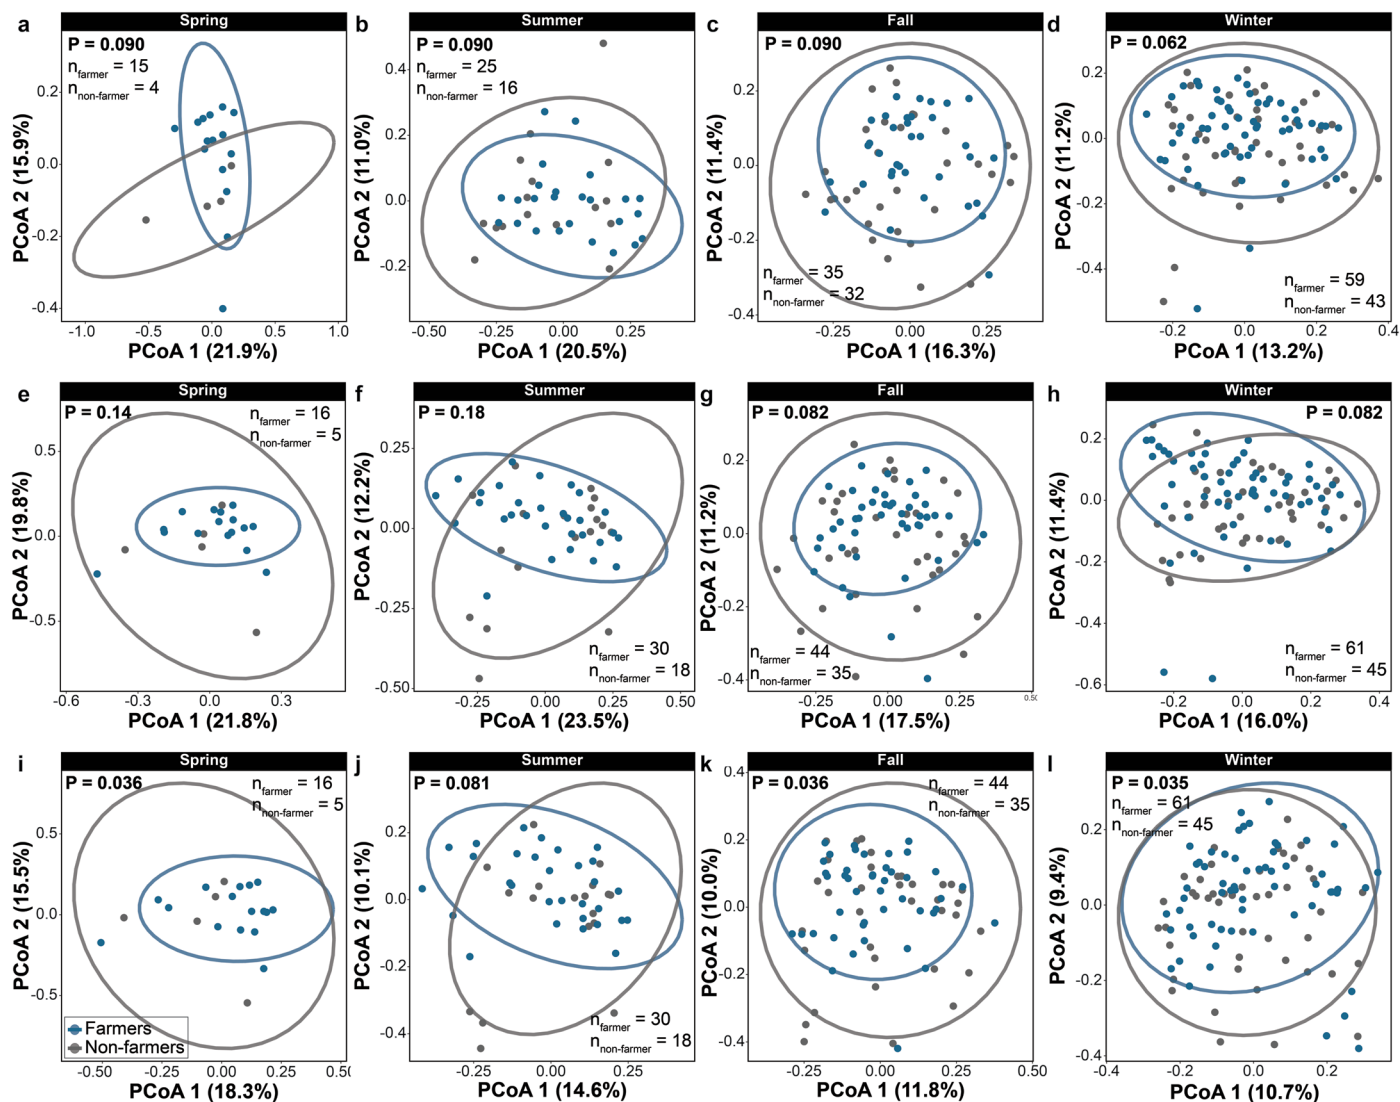 a
Spring
P = 0.090
nfarmer = 15
nnon-farmer = 4
0.2
0.0
-0.2
-0.4
-1.0 -0.5 0.0 0.5 1.0
PCoA 1 (21.9%)
PCoA 2 (15.9%)
b
Summer
P = 0.090
nfarmer = 25
nnon-farmer = 16
0.4
0.2
0.0
-0.2
-0.50 -0.25 0.00 0.25
PCoA 1 (20.5%)
PCoA 2 (11.0%)
c
Fall
P = 0.090
nfarmer = 35
nnon-farmer = 32
0.2
0.0
-0.2
-0.4
-0.25 0.00 0.25
PCoA 1 (16.3%)
PCoA 2 (11.4%)
d
Winter
P = 0.062
nfarmer = 59
nnon-farmer = 43
0.2
0.0
-0.2
-0.4
-0.2 0.0 0.2 0.4
PCoA 1 (13.2%)
PCoA 2 (11.2%)
e
Spring
P = 0.14
nfarmer = 16
nnon-farmer = 5
0.5
0.0
-0.5
-0.6 -0.3 0.0 0.3
PCoA 1 (21.8%)
PCoA 2 (19.8%)
f
Summer
P = 0.18
nfarmer = 30
nnon-farmer = 18
0.25
0.00
-0.25
-0.50
-0.25 0.00 0.25 0.50
PCoA 1 (23.5%)
PCoA 2 (12.2%)
g
Fall
P = 0.082
nfarmer = 44
nnon-farmer = 35
0.2
0.0
-0.2
-0.4
-0.25 0.00 0.25 0.50
PCoA 1 (17.5%)
PCoA 2 (11.2%)
h
Winter
P = 0.082
nfarmer = 61
nnon-farmer = 45
0.2
0.0
-0.2
-0.4
-0.6
-0.2 0.0 0.2 0.4
PCoA 1 (16.0%)
PCoA 2 (11.4%)
i
Spring
P = 0.036
nfarmer = 16
nnon-farmer = 5
0.5
0.0
-0.5
Farmers
Non-farmers
-0.50 -0.25 0.00 0.25 0.50
PCoA 1 (18.3%)
PCoA 2 (15.5%)
j
Summer
P = 0.081
nfarmer = 30
nnon-farmer = 18
0.2
0.0
-0.2
-0.4
-0.25 0.00 0.25
PCoA 1 (14.6%)
PCoA 2 (10.1%)
k
Fall
P = 0.036
nfarmer = 44
nnon-farmer = 35
0.4
0.2
0.0
-0.2
-0.4
-0.25 0.00 0.25 0.50
PCoA 1 (11.8%)
PCoA 2 (10.0%)
l
Winter
P = 0.035
nfarmer = 61
nnon-farmer = 45
0.2
0.0
-0.2
-0.4
-0.4 -0.2 0.0 0.2
PCoA 1 (10.7%)
PCoA 2 (9.4%)